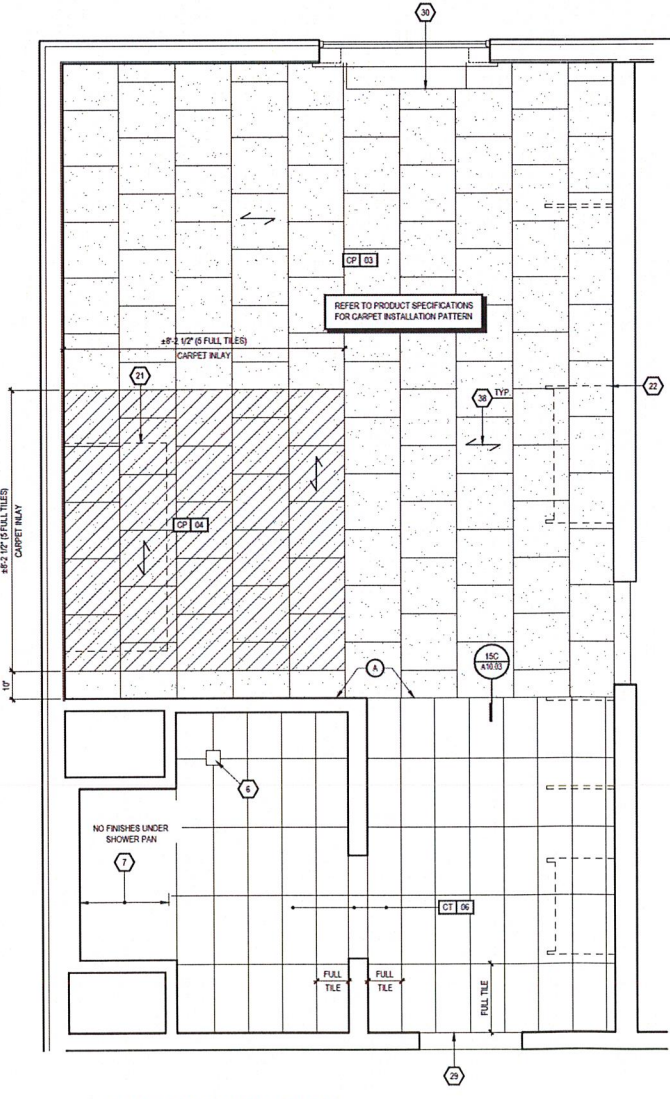 30
CP 03
REFER TO PRODUCT SPECIFICATIONS
FOR CARPET INSTALLATION PATTERN
±8'-2 1/2" (5 FULL TILES)
CARPET INLAY
21
38
TYP.
22
±8'-2 1/2" (5 FULL TILES)
CARPET INLAY
CP 04
10"
A
15C
A10.03
6
NO FINISHES UNDER
SHOWER PAN
7
CT 06
FULL
TILE
FULL
TILE
FULL TILE
29